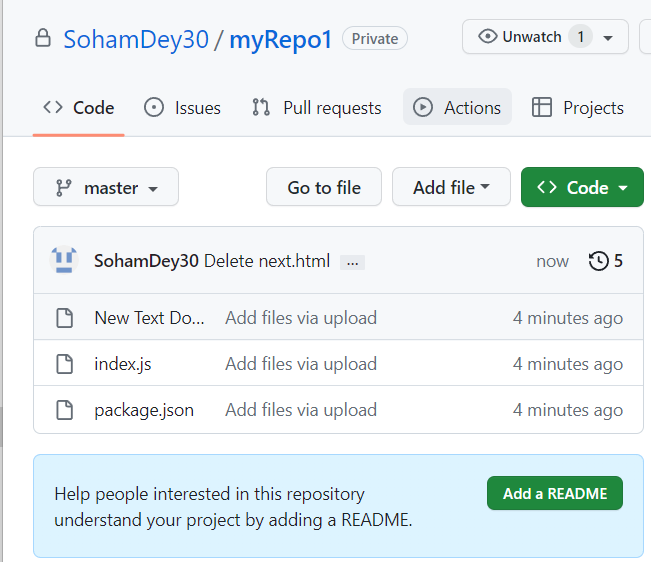 SohamDey30 / myRepo1 Private Unwatch 1
Code Issues Pull requests Actions Projects
master Go to file Add file Code
SohamDey30 Delete next.html ... now 5
New Text Do... Add files via upload 4 minutes ago
index.js Add files via upload 4 minutes ago
package.json Add files via upload 4 minutes ago
Help people interested in this repository
understand your project by adding a README.
Add a README